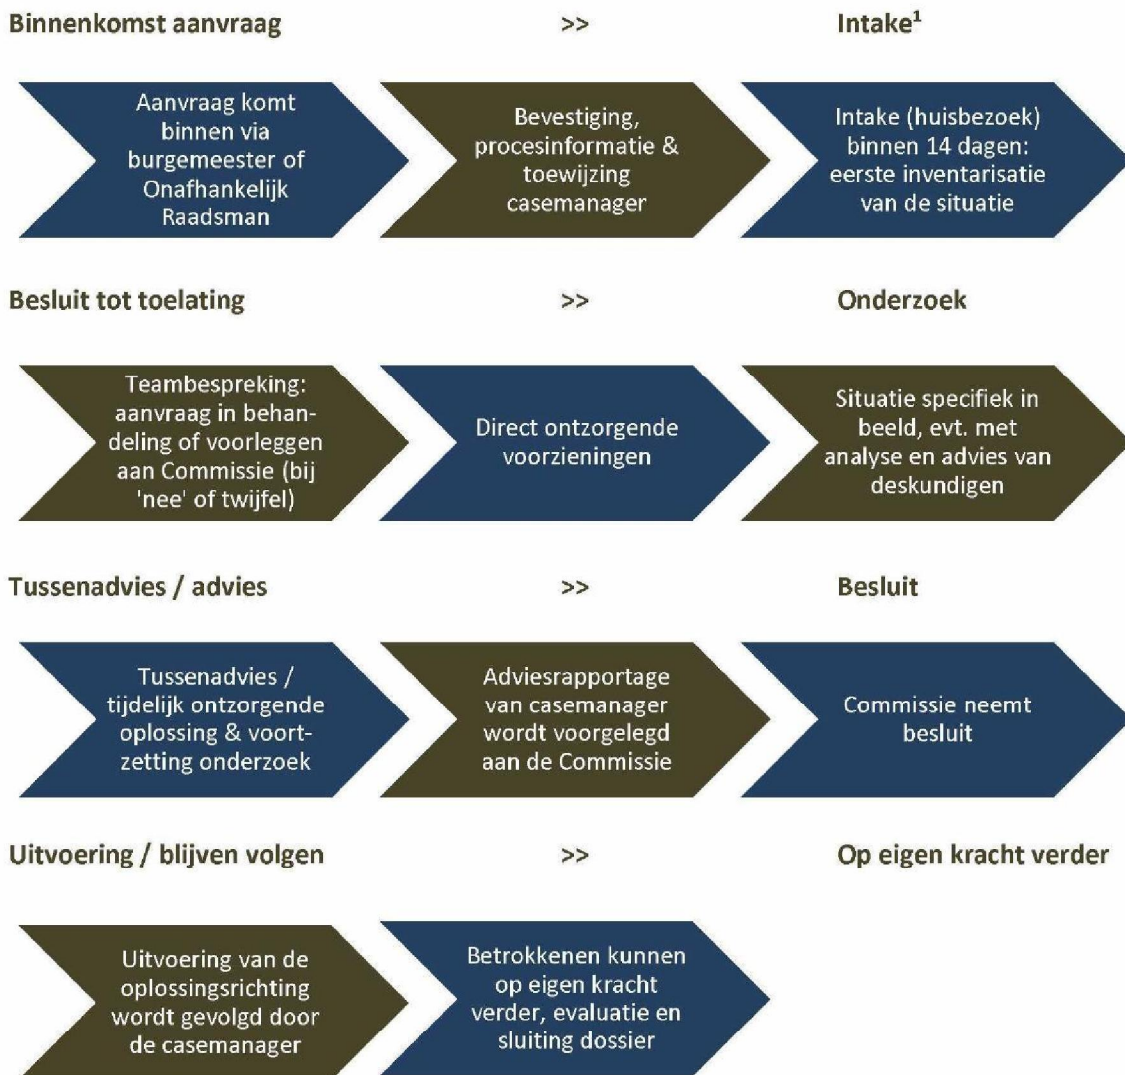 Binnenkomst aanvraag >> Intake¹
Aanvraag komt
binnen via
burgemeester of
Onafhankelijk
Raadsman
Bevestiging,
procesinformatie &
toewijzing
casemanager
Intake (huisbezoek)
binnen 14 dagen:
eerste inventarisatie
van de situatie
Besluit tot toelating >> Onderzoek
Teambespreking:
aanvraag in behan-
deling of voorleggen
aan Commissie (bij
'nee' of twijfel)
Direct ontzorgende
voorzieningen
Situatie specifiek in
beeld, evt. met
analyse en advies van
deskundigen
Tussenadvies / advies >> Besluit
Tussenadvies /
tijdelijk ontzorgende
oplossing & voort-
zetting onderzoek
Adviesrapportage
van casemanager
wordt voorgelegd
aan de Commissie
Commissie neemt
besluit
Uitvoering / blijven volgen >> Op eigen kracht verder
Uitvoering van de
oplossingsrichting
wordt gevolgd door
de casemanager
Betrokkenen kunnen
op eigen kracht
verder, evaluatie en
sluiting dossier